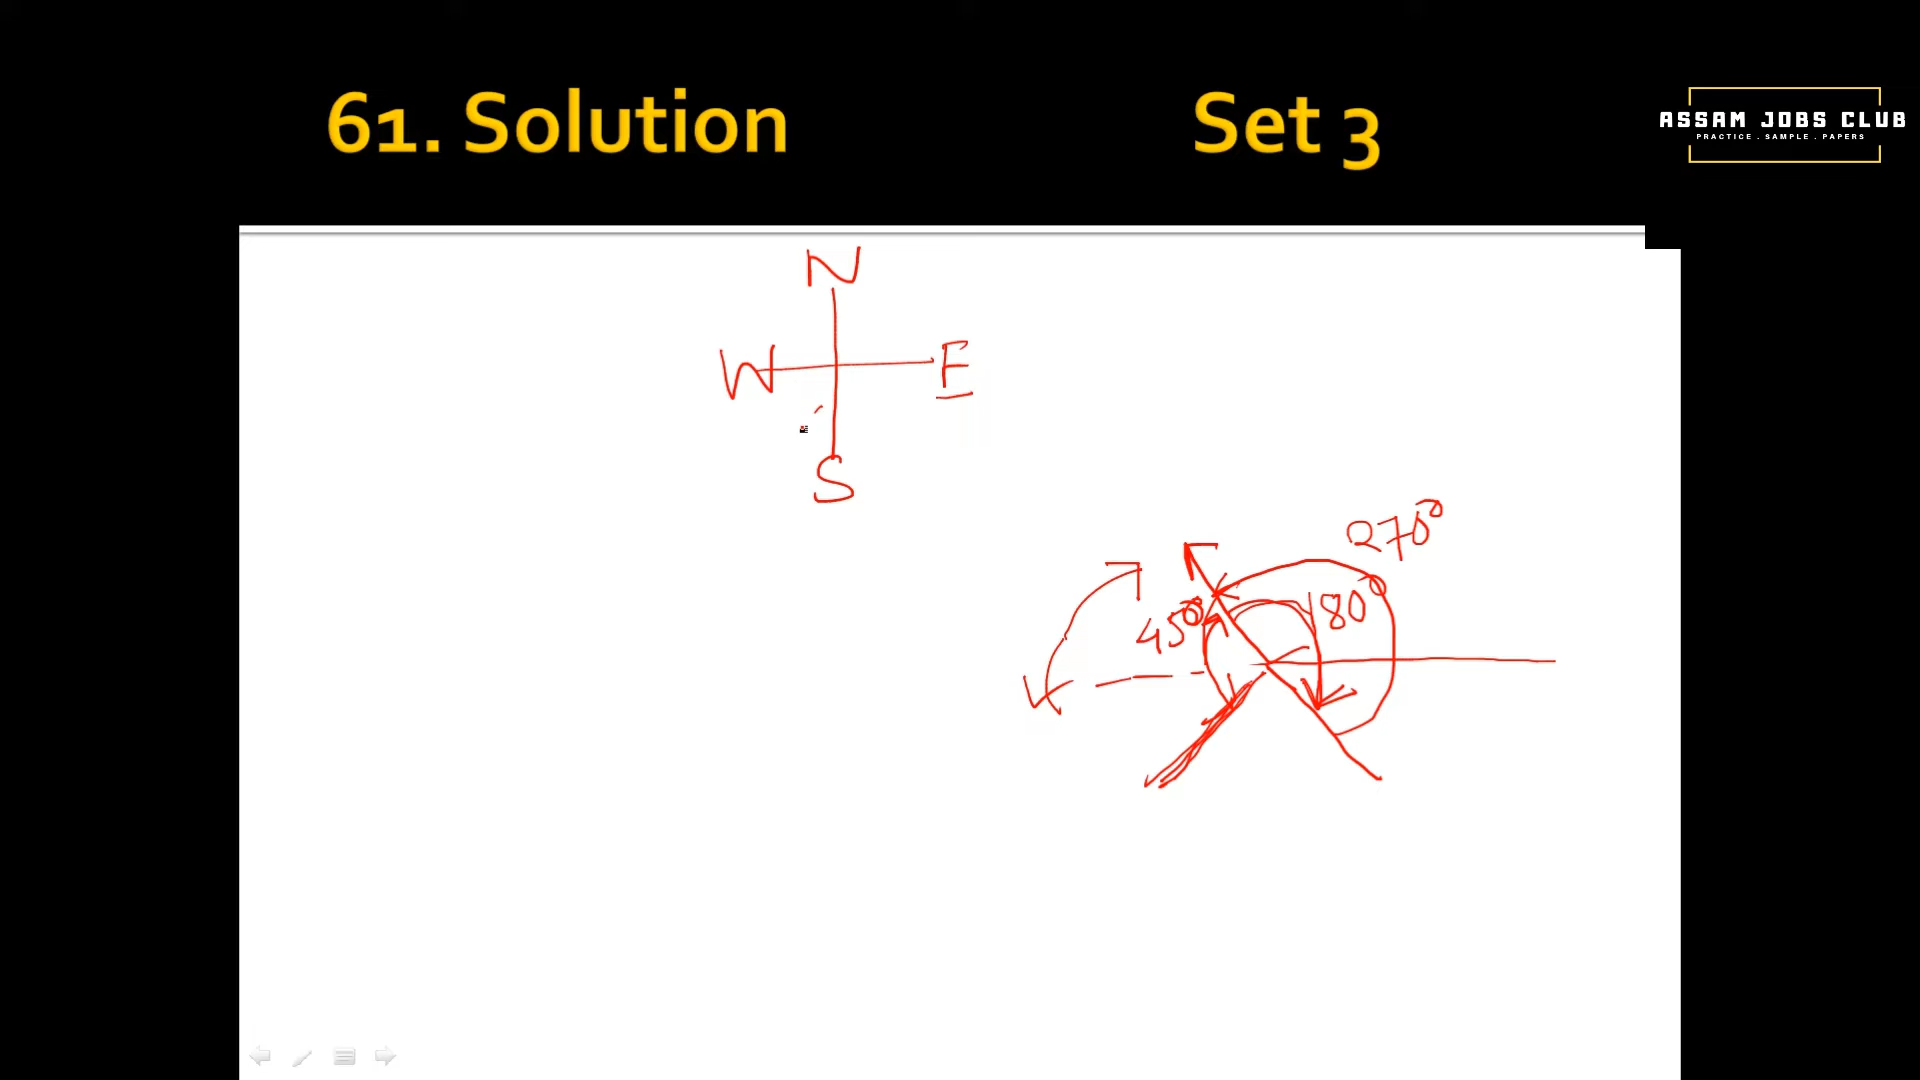 61. Solution Set 3
ASSAM JOBS CLUB
PRACTICE . SAMPLE . PAPERS
N
W E
S
270°
180°
45°